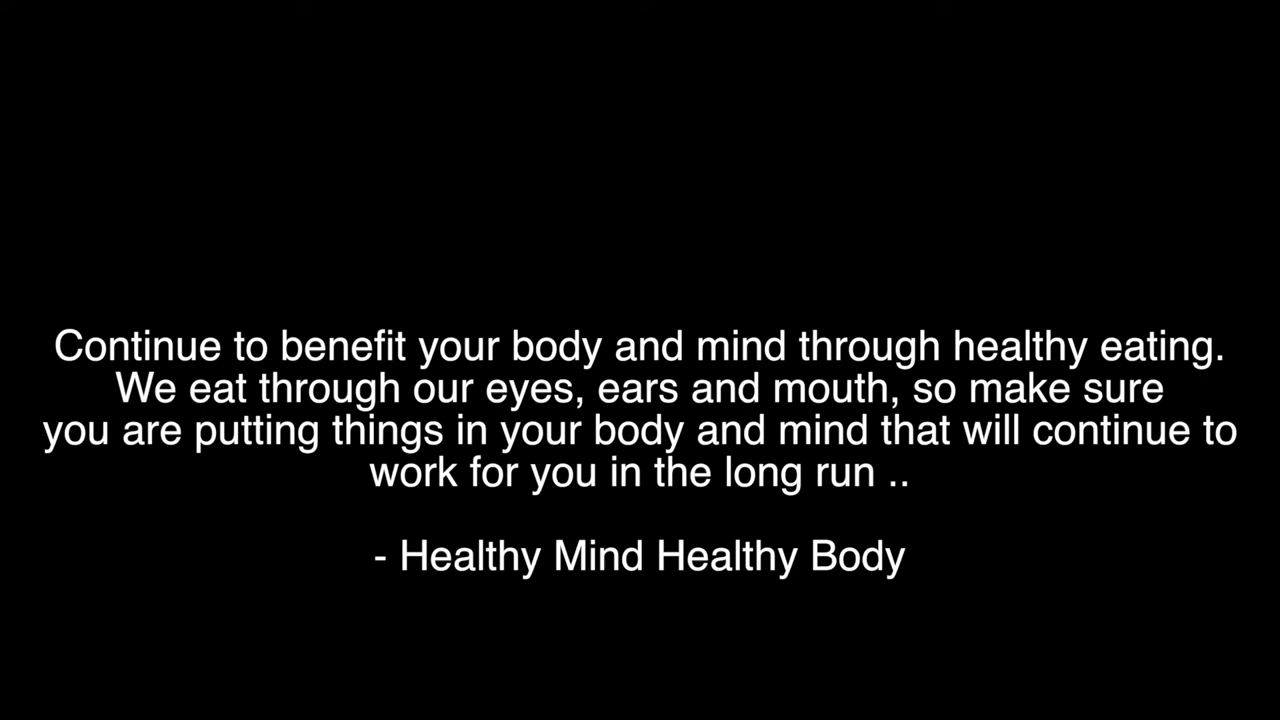 Continue to benefit your body and mind through healthy eating.
We eat through our eyes, ears and mouth, so make sure
you are putting things in your body and mind that will continue to
work for you in the long run ..
- Healthy Mind Healthy Body